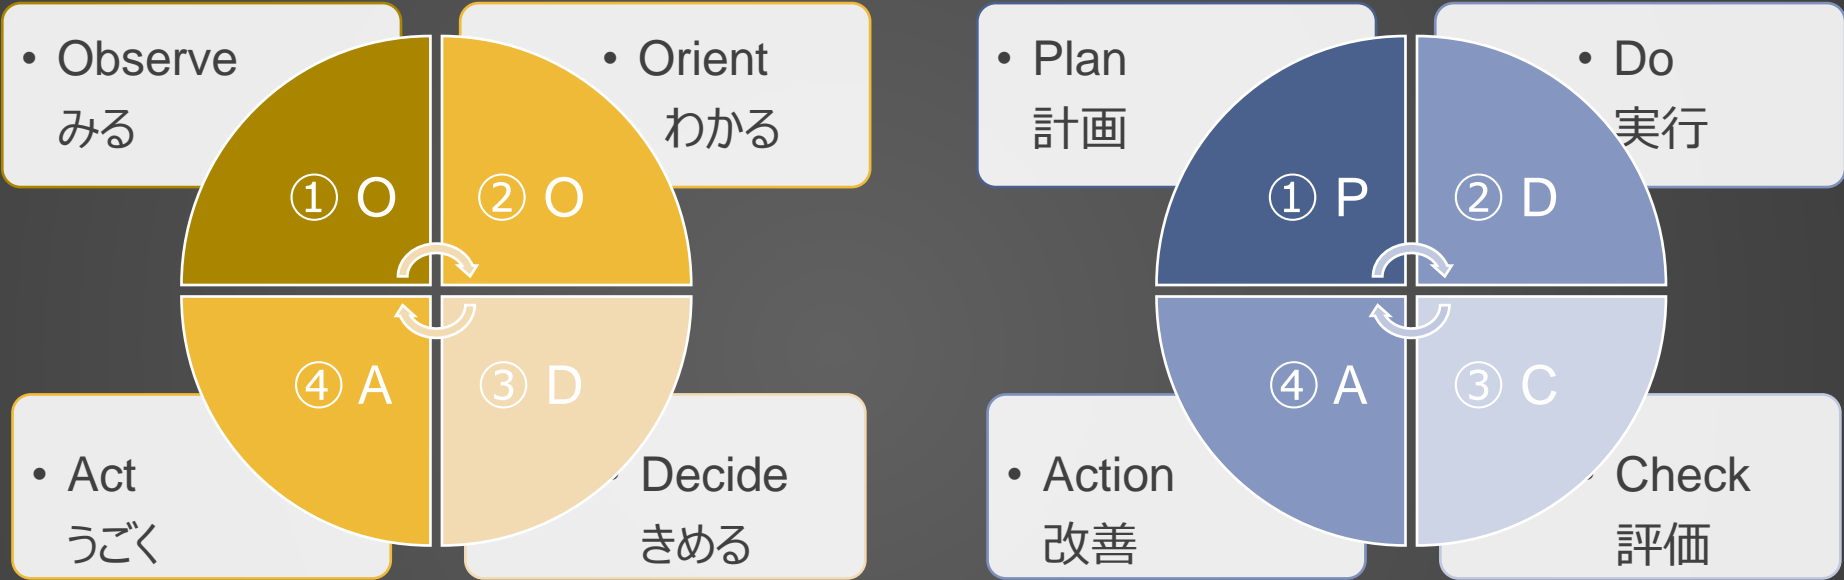 • Observe
みる
• Orient
わかる
① O
② O
④ A
③ D
• Act
うごく
• Decide
きめる
• Plan
計画
• Do
実行
① P
② D
④ A
③ C
• Action
改善
• Check
評価